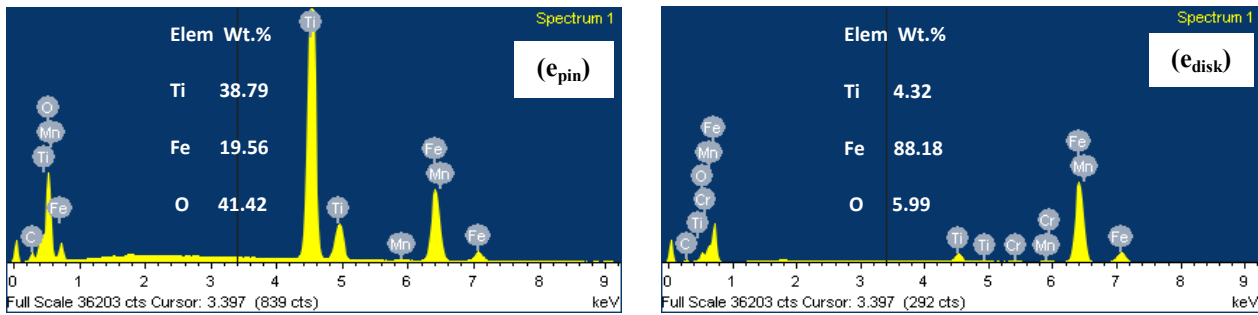 Spectrum 1
Elem Wt.%
(e_pin)
Ti
Ti 38.79
O
Mn
Ti
Fe 19.56
Fe
Mn
O 41.42
Fe
C
Ti
Mn
Fe
0 1 2 3 4 5 6 7 8 9
Full Scale 36203 cts Cursor: 3.397 (839 cts) keV
Spectrum 1
Elem Wt.%
(e_disk)
Ti 4.32
Fe
Mn
O
Cr
Ti
C
Fe 88.18
Fe
Mn
O 5.99
Ti
Ti
Cr
Cr
Mn
Fe
0 1 2 3 4 5 6 7 8 9
Full Scale 36203 cts Cursor: 3.397 (292 cts) keV